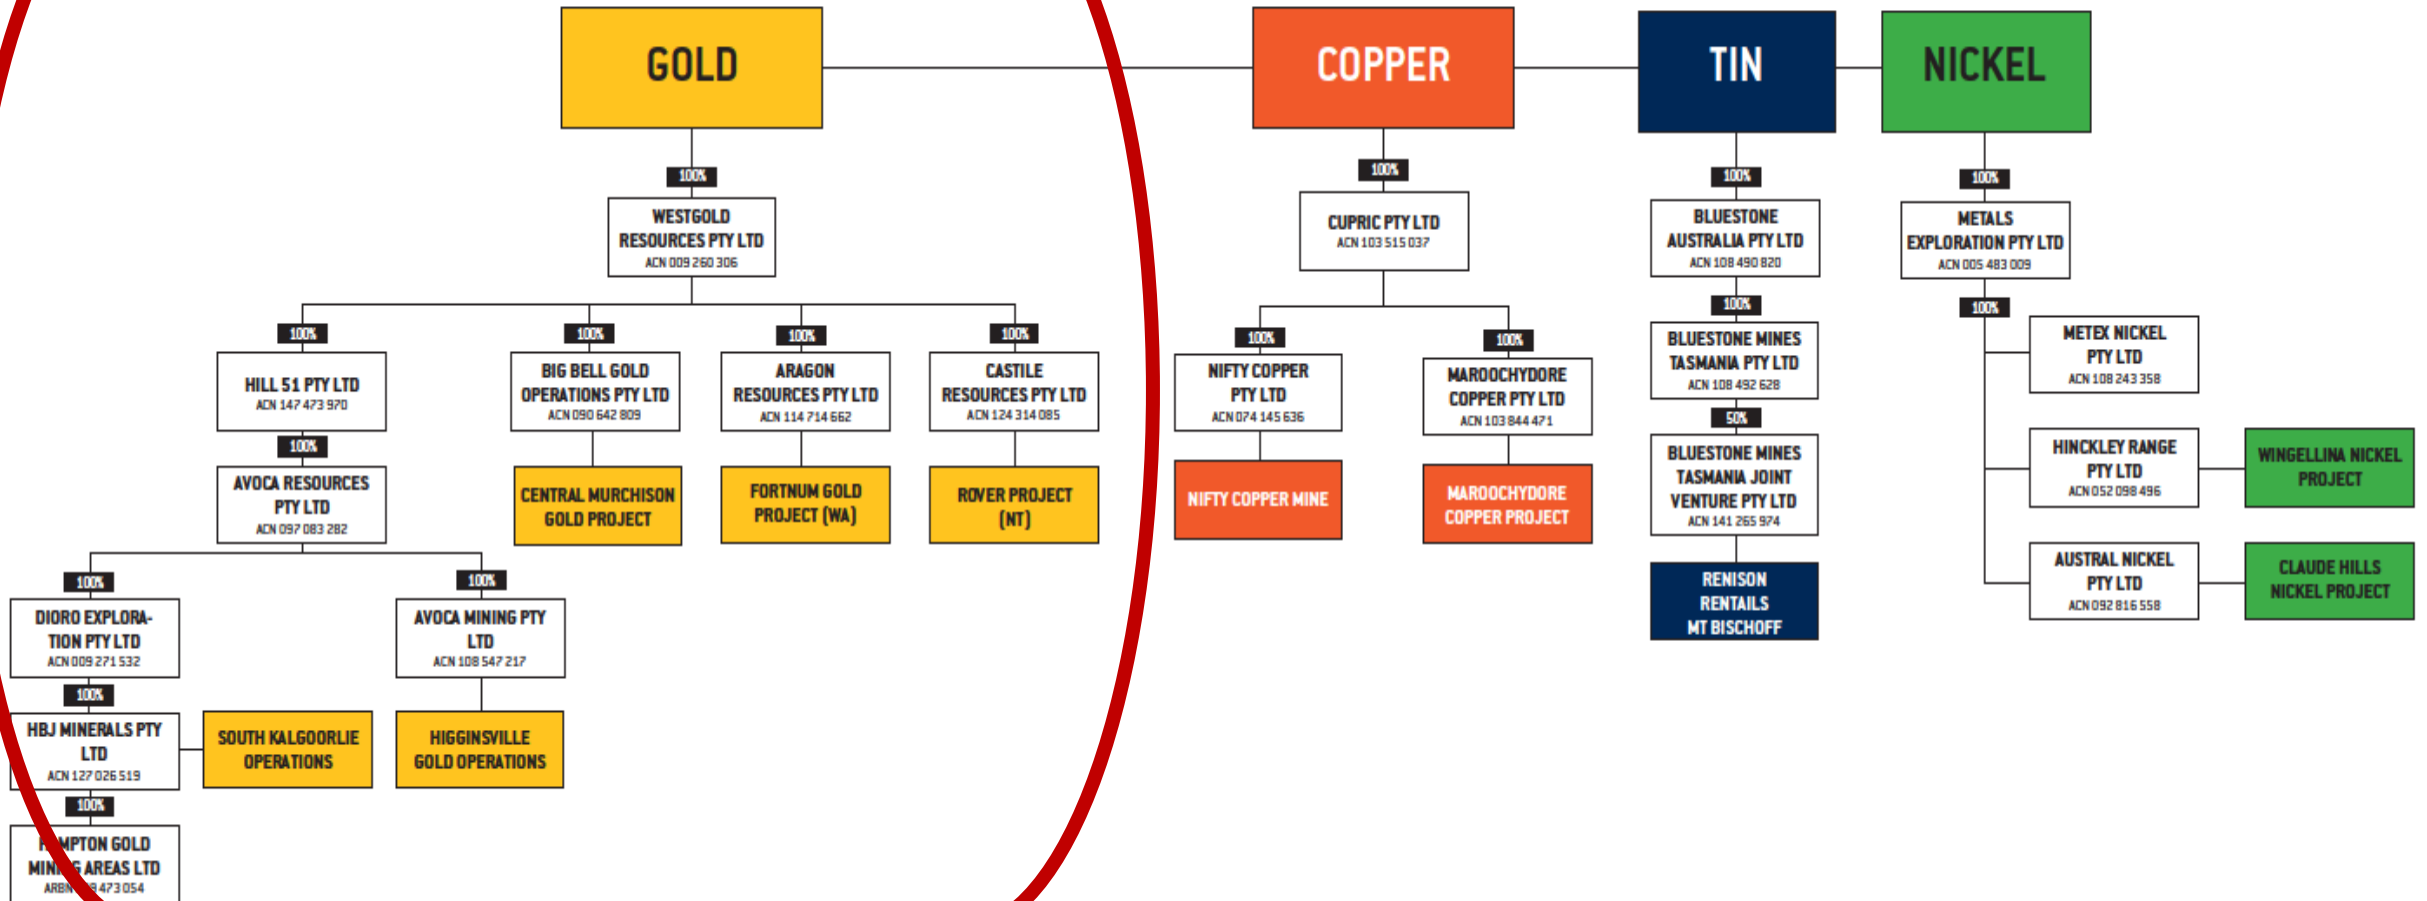 GOLD
COPPER
TIN
NICKEL
100%
WESTGOLD
RESOURCES PTY LTD
ACN 009 260 306
100%
HILL 51 PTY LTD
ACN 147 473 970
100%
AVOCA RESOURCES
PTY LTD
ACN 097 083 282
100%
DIORO EXPLORA-
TION PTY LTD
ACN 009 271 532
100%
HBJ MINERALS PTY
LTD
ACN 127 026 519
SOUTH KALGOORLIE
OPERATIONS
100%
GOLD
MINING AREAS LTD
ARBN 473 054
100%
AVOCA MINING PTY
LTD
ACN 108 547 217
HIGGINSVILLE
GOLD OPERATIONS
100%
BIG BELL GOLD
OPERATIONS PTY LTD
ACN 090 642 809
CENTRAL MURCHISON
GOLD PROJECT
100%
ARAGON
RESOURCES PTY LTD
ACN 114 714 662
FORTNUM GOLD
PROJECT (WA)
100%
CASTILE
RESOURCES PTY LTD
ACN 124 314 085
ROVER PROJECT
(NT)
100%
CUPRIC PTY LTD
ACN 103 515 037
100%
NIFTY COPPER
PTY LTD
ACN 074 145 636
NIFTY COPPER MINE
100%
MAROOCHYDORE
COPPER PTY LTD
ACN 103 844 471
MAROOCHYDORE
COPPER PROJECT
100%
BLUESTONE
AUSTRALIA PTY LTD
ACN 108 490 820
100%
BLUESTONE MINES
TASMANIA PTY LTD
ACN 108 492 628
50%
BLUESTONE MINES
TASMANIA JOINT
VENTURE PTY LTD
ACN 141 265 974
RENISON
RENTAILS
MT BISCHOFF
100%
METALS
EXPLORATION PTY LTD
ACN 005 483 009
100%
METEX NICKEL
PTY LTD
ACN 108 243 358
HINCKLEY RANGE
PTY LTD
ACN 052 098 496
WINGELLINA NICKEL
PROJECT
AUSTRAL NICKEL
PTY LTD
ACN 092 816 558
CLAUDE HILLS
NICKEL PROJECT